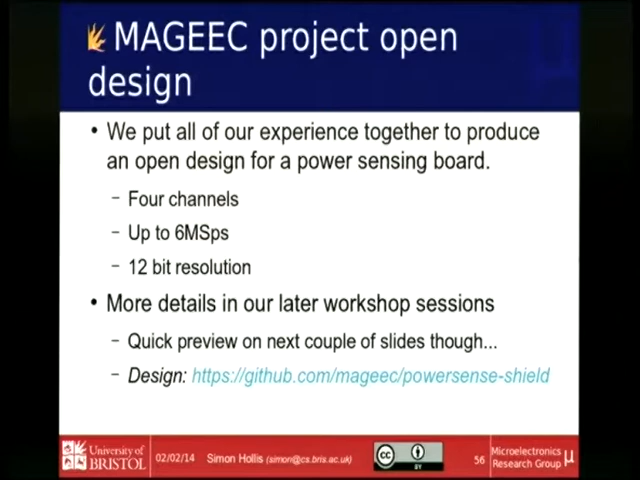 MAGEEC project open
design
• We put all of our experience together to produce
an open design for a power sensing board.
– Four channels
– Up to 6MSps
– 12 bit resolution
• More details in our later workshop sessions
– Quick preview on next couple of slides though...
– Design: https://github.com/mageec/powersense-shield
University of
BRISTOL
02/02/14
Simon Hollis (simon@cs.bris.ac.uk)
cc
BY
56
Microelectronics
Research Group
μ